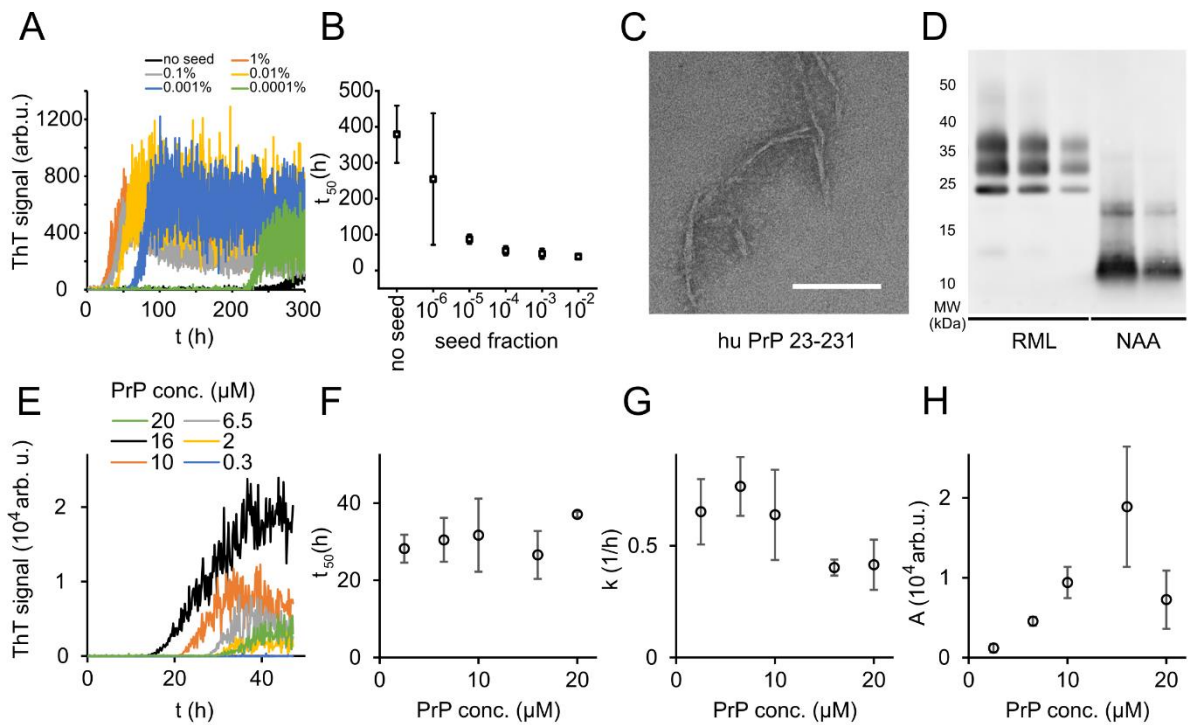 A
no seed 1%
0.1% 0.01%
0.001% 0.0001%
ThT signal (arb.u.)
1200
800
400
0
0 100 200 300
t (h)
B
t50(h)
500
400
300
200
100
0
no seed 10-6 10-5 10-4 10-3 10-2
seed fraction
C
hu PrP 23-231
D
50
40
35
25
15
10
MW
(kDa)
RML NAA
E
PrP conc. (µM)
20 6.5
16 2
10 0.3
ThT signal (10⁴ arb. u.)
2
1
0
0 20 40
t (h)
F
t50(h)
40
20
0
0 10 20
PrP conc. (µM)
G
k (1/h)
0.5
0
0 10 20
PrP conc. (µM)
H
A (10⁴ arb.u.)
2
1
0
0 10 20
PrP conc. (µM)